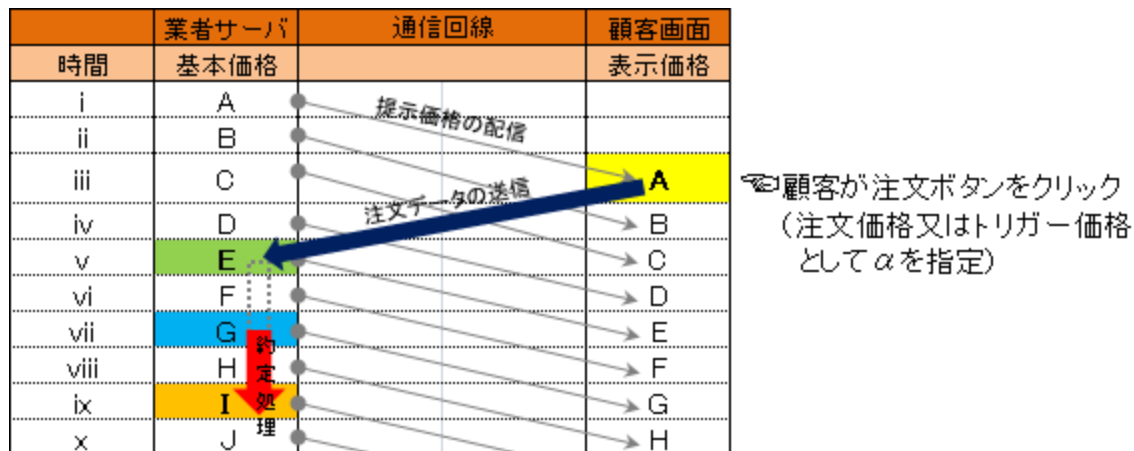 業者サーバ 通信回線 顧客画面
時間 基本価格 表示価格
i A
ii B
提示価格の配信
iii C A
☜顧客が注文ボタンをクリック
注文データの送信
iv D B
（注文価格又はトリガー価格
v E C
としてαを指定）
vi F D
vii G E
viii H F
ix I G
x J H
約定処理